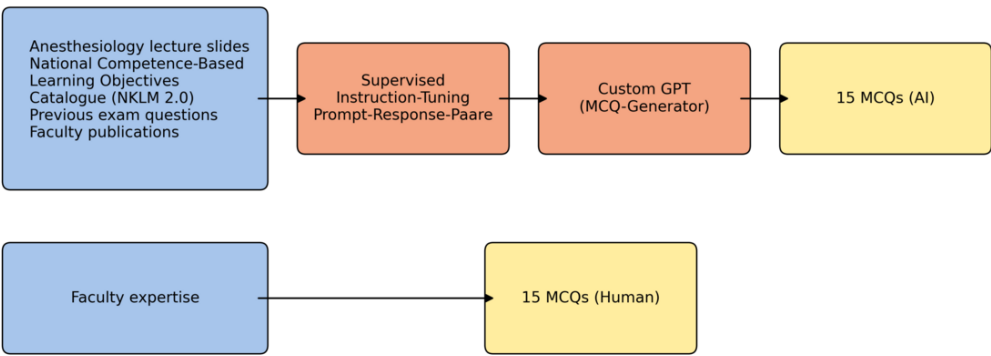 Anesthesiology lecture slides
National Competence-Based
Learning Objectives
Catalogue (NKLM 2.0)
Previous exam questions
Faculty publications
Supervised
Instruction-Tuning
Prompt-Response-Paare
Custom GPT
(MCQ-Generator)
15 MCQs (AI)
Faculty expertise
15 MCQs (Human)